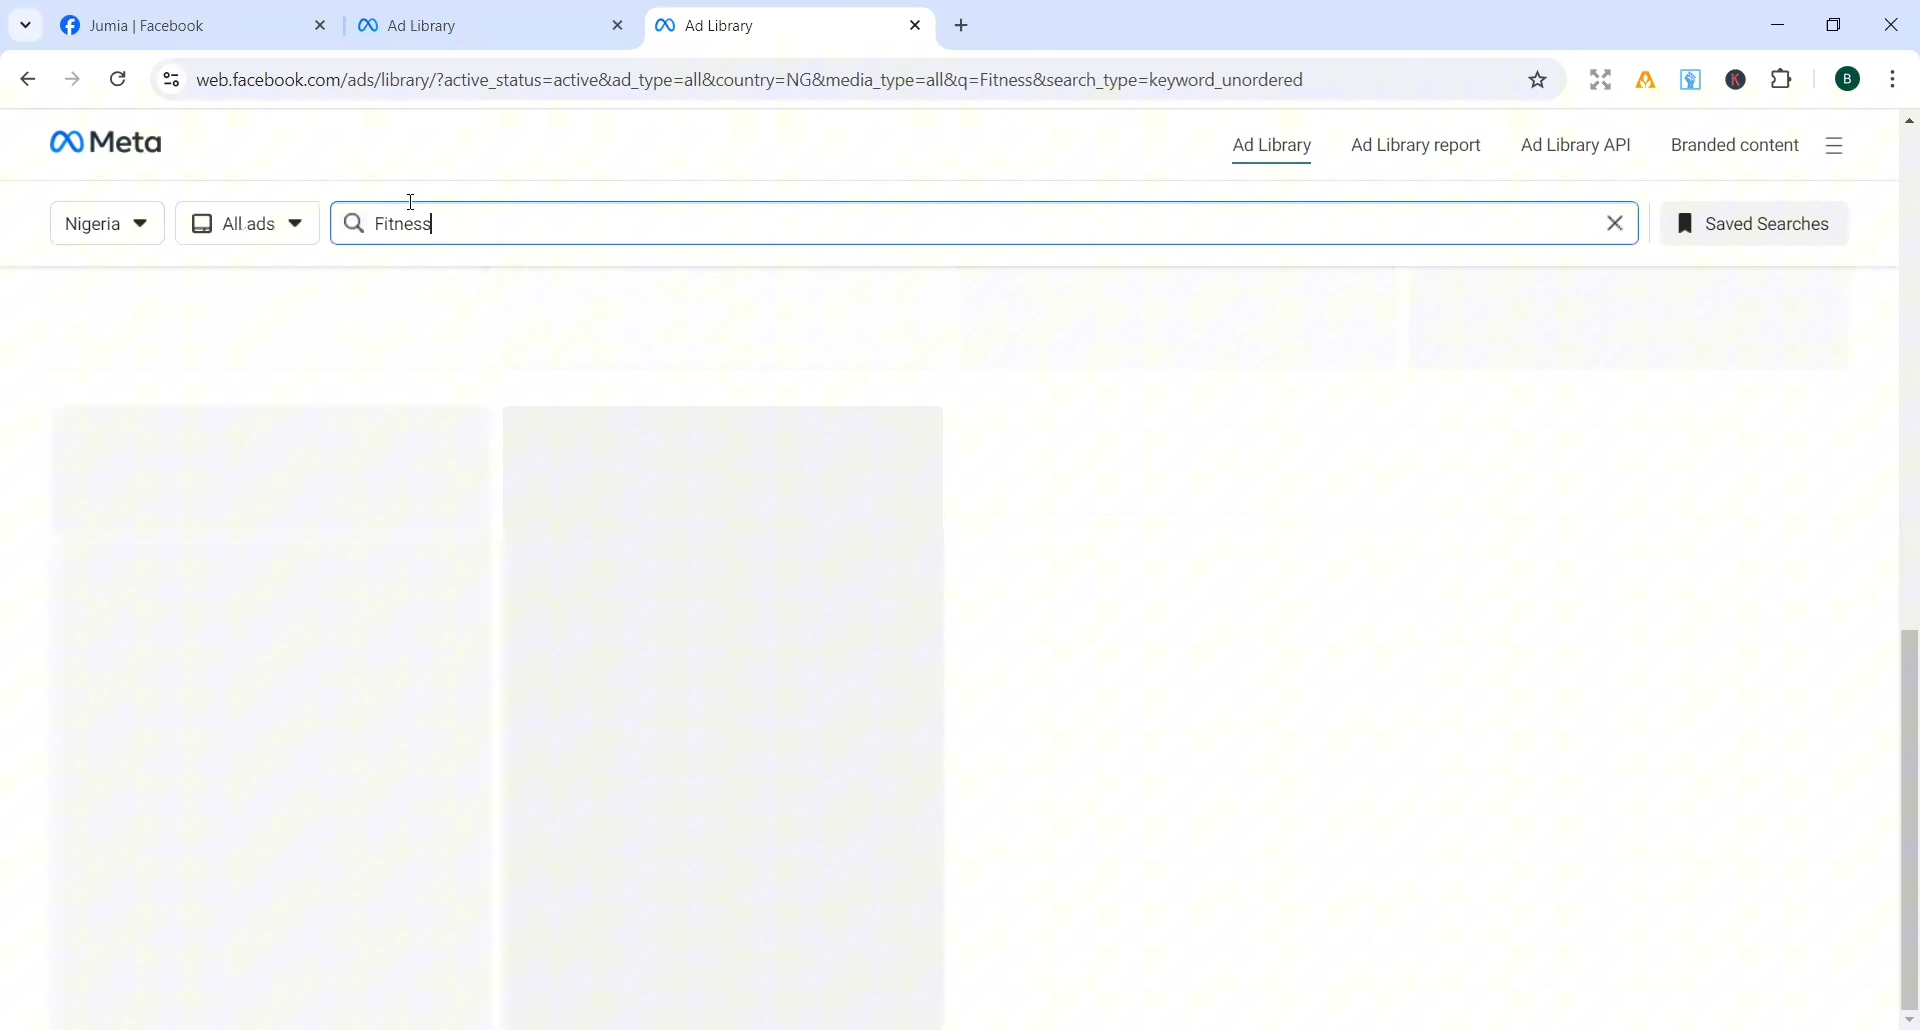 Jumia | Facebook
Ad Library
Ad Library
web.facebook.com/ads/library/?active_status=active&ad_type=all&country=NG&media_type=all&q=Fitness&search_type=keyword_unordered
K
B
Meta
Ad Library
Ad Library report
Ad Library API
Branded content
Nigeria
All ads
Fitness
Saved Searches